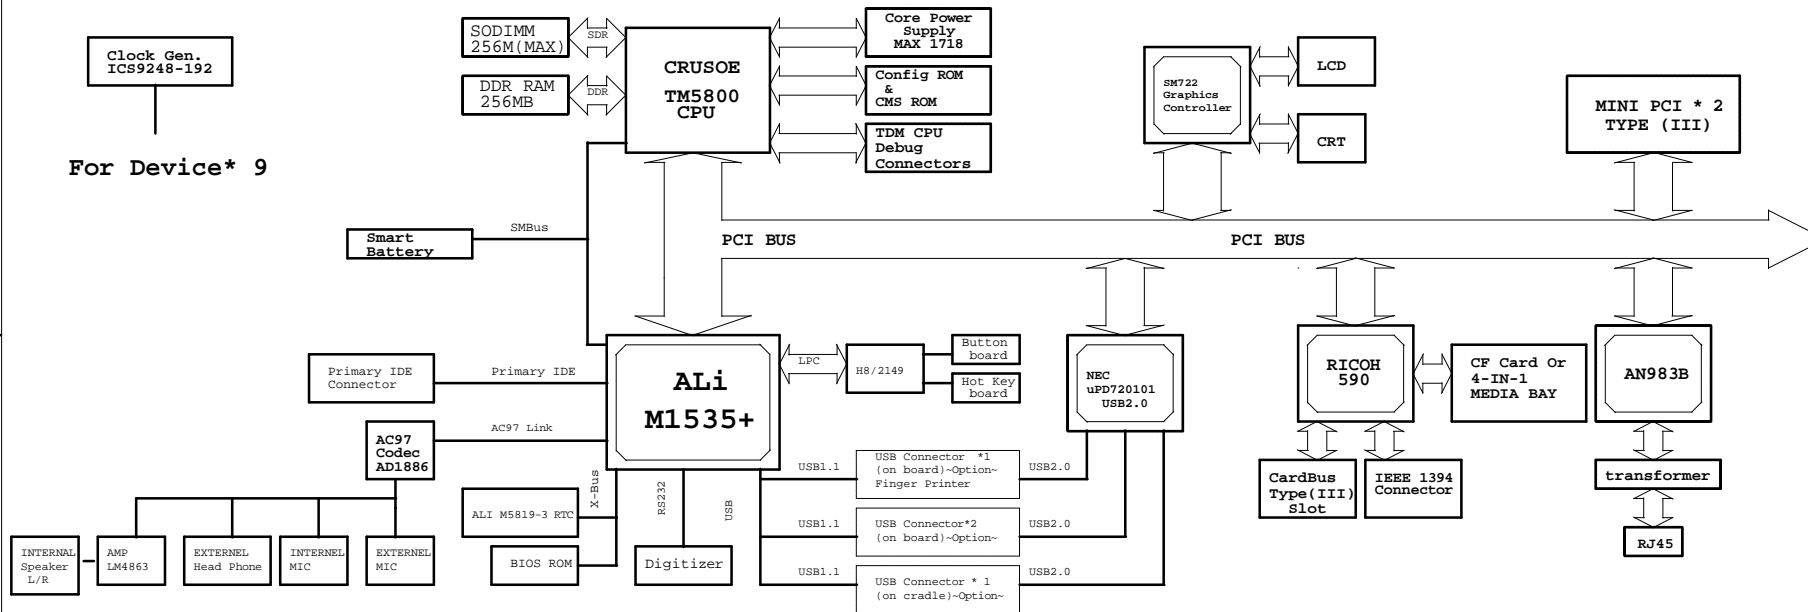 Clock Gen.
ICS9248-192
For Device* 9
SODIMM
256M(MAX)
SDR
DDR RAM
256MB
DDR
CRUSOE
TM5800
CPU
Core Power
Supply
MAX 1718
Config ROM
&
CMS ROM
TDM CPU
Debug
Connectors
SM722
Graphics
Controller
LCD
CRT
MINI PCI * 2
TYPE (III)
Smart
Battery
SMBus
PCI BUS
PCI BUS
Primary IDE
Connector
Primary IDE
ALi
M1535+
LPC
H8/2149
Button
board
Hot Key
board
NEC
uPD720101
USB2.0
RICOH
590
CF Card Or
4-IN-1
MEDIA BAY
AN983B
AC97
Codec
AD1886
AC97 Link
X-Bus
RS232
USB
USB1.1
USB Connector *1
(on board)~Option~
Finger Printer
USB2.0
USB1.1
USB Connector*2
(on board)~Option~
USB2.0
USB1.1
USB Connector * 1
(on cradle)~Option~
USB2.0
CardBus
Type(III)
Slot
IEEE 1394
Connector
transformer
RJ45
ALI M5819-3 RTC
BIOS ROM
Digitizer
INTERNAL
Speaker
L/R
AMP
LM4863
EXTERNEL
Head Phone
INTERNEL
MIC
EXTERNEL
MIC